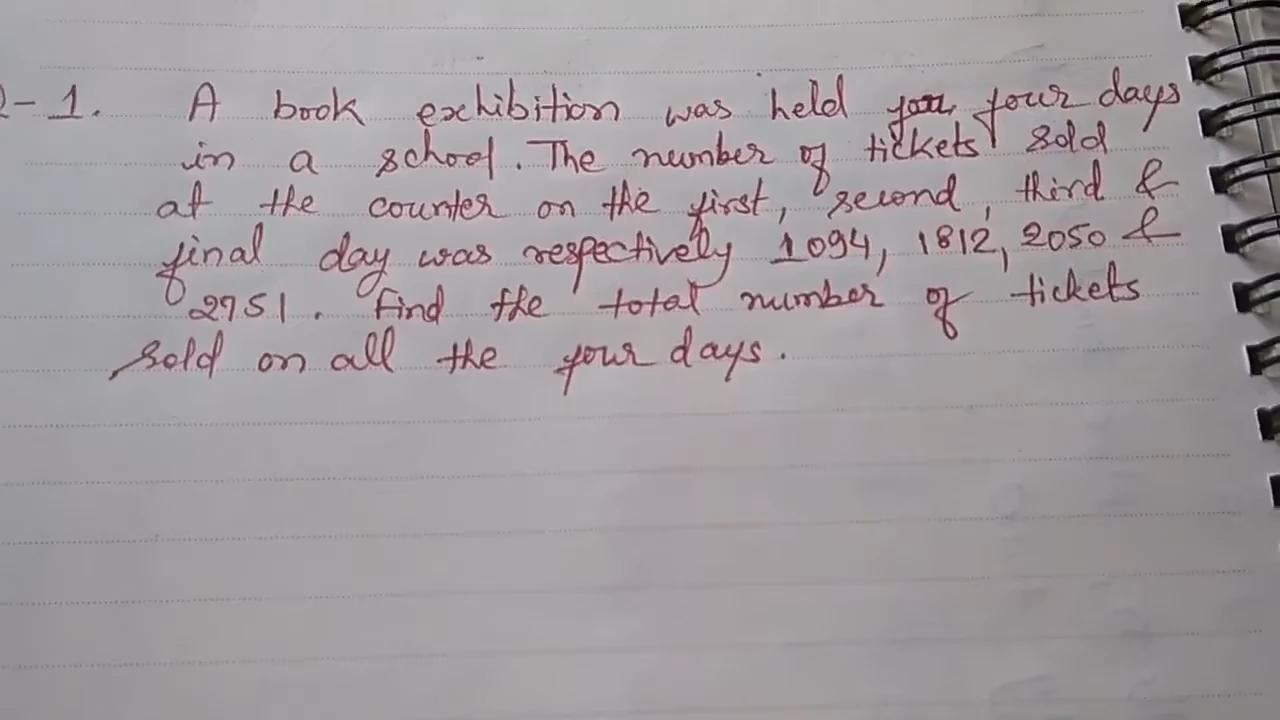 Q-1. A book exhibition was held for four days
in a school. The number of tickets sold
at the counter on the first, second, third &
final day was respectively 1094, 1812, 2050 &
2751. Find the total number of tickets
sold on all the four days.